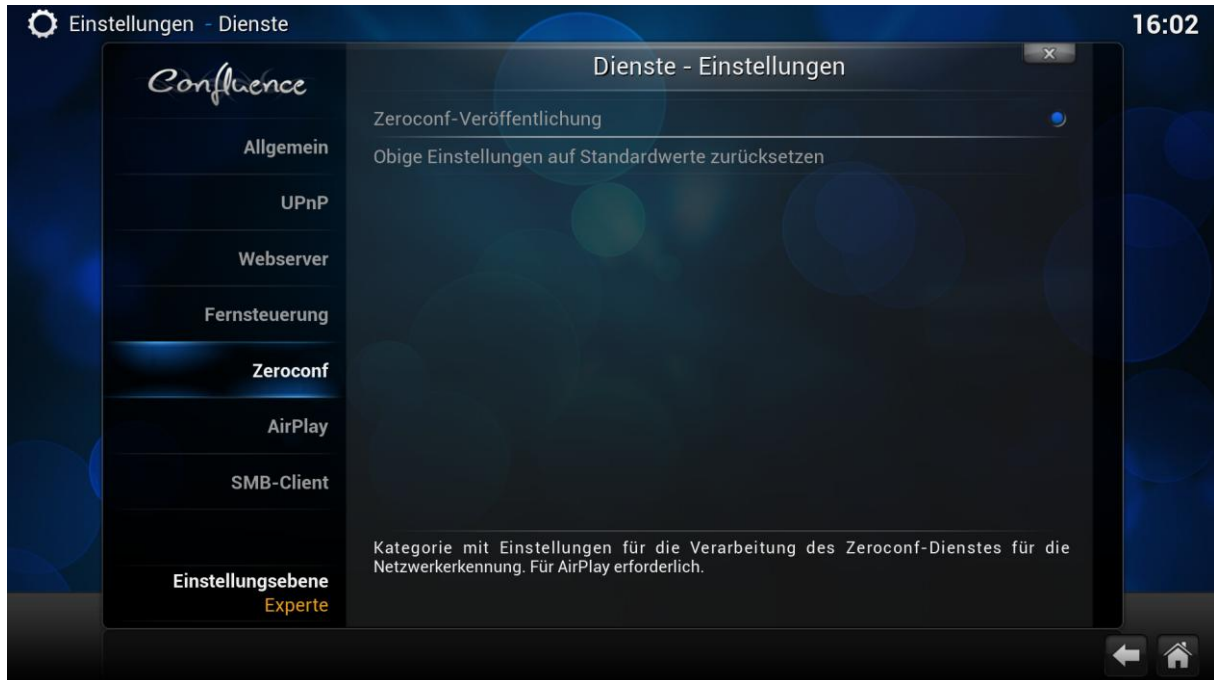 Einstellungen - Dienste
16:02
Confluence
Dienste - Einstellungen
Allgemein
UPnP
Webserver
Fernsteuerung
Zeroconf
AirPlay
SMB-Client
Einstellungsebene
Experte
Zeroconf-Veröffentlichung
Obige Einstellungen auf Standardwerte zurücksetzen
Kategorie mit Einstellungen für die Verarbeitung des Zeroconf-Dienstes für die
Netzwerkerkennung. Für AirPlay erforderlich.